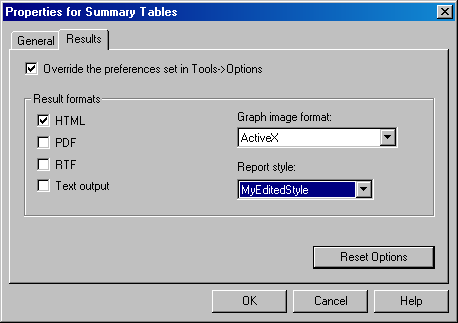 Properties for Summary Tables
General
Results
Override the preferences set in Tools->Options
Result formats
HTML
PDF
RTF
Text output
Graph image format:
ActiveX
Report style:
MyEditedStyle
Reset Options
OK
Cancel
Help